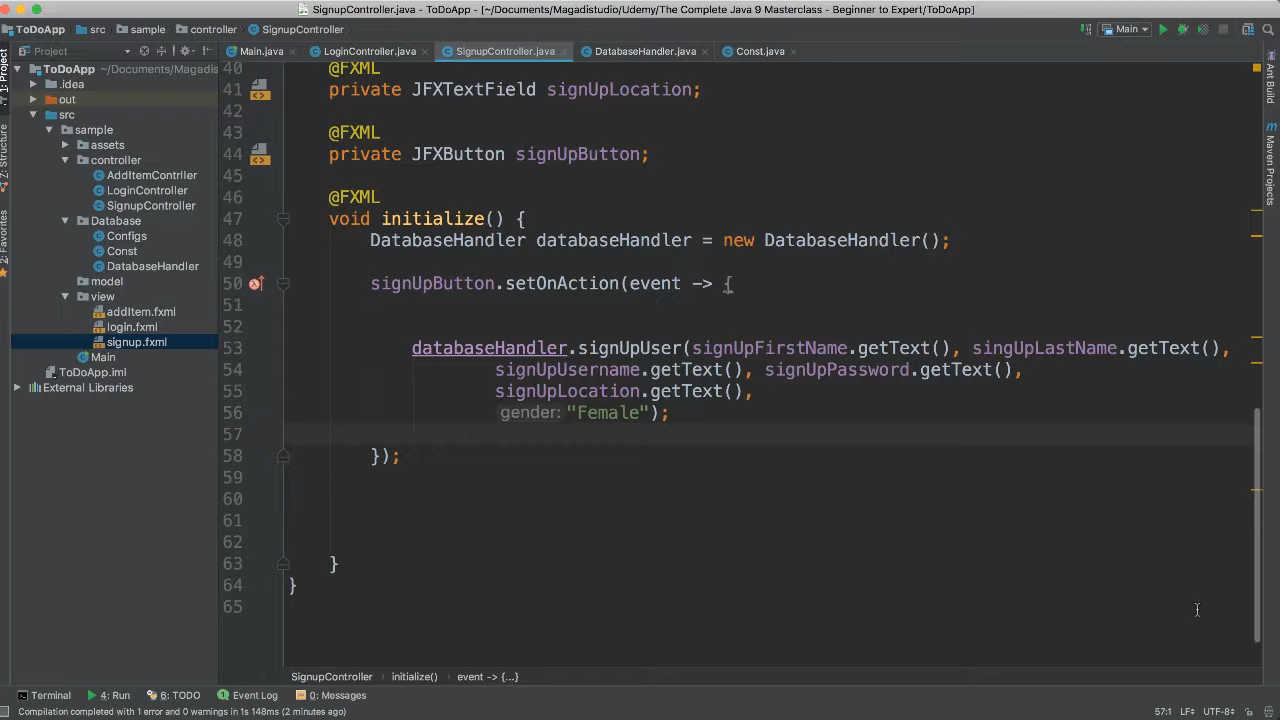 SignupController.java - ToDoApp - [~/Documents/Magadistudio/Udemy/The Complete Java 9 Masterclass - Beginner to Expert/ToDoApp]
ToDoApp src sample controller SignupController.java Main
Project
Main.java LoginController.java SignupController.java DatabaseHandler.java Const.java
1: Project
Z: Structure
2: Favorites
ToDoApp ~/Documents/Magadis
.idea
out
src
sample
assets
controller
AddItemContrller
LoginController
SignupController
Database
Configs
Const
DatabaseHandler
model
view
addItem.fxml
login.fxml
signup.fxml
Main
ToDoApp.iml
External Libraries
40 @FXML
41 private JFXTextField signUpLocation;
42
43 @FXML
44 private JFXButton signUpButton;
45
46 @FXML
47 void initialize() {
48 DatabaseHandler databaseHandler = new DatabaseHandler();
49
50 signUpButton.setOnAction(event -> {
51
52
53 databaseHandler.signUpUser(signUpFirstName.getText(), singUpLastName.getText(),
54 signUpUsername.getText(), signUpPassword.getText(),
55 signUpLocation.getText(),
56 gender: "Female");
57
58 });
59
60
61
62
63 }
64 }
65
Ant Build
Maven Projects
SignupController initialize() event -> {...}
Terminal 4: Run 6: TODO Event Log 0: Messages
Compilation completed with 1 error and 0 warnings in 1s 148ms (2 minutes ago) 57:1 LF UTF-8